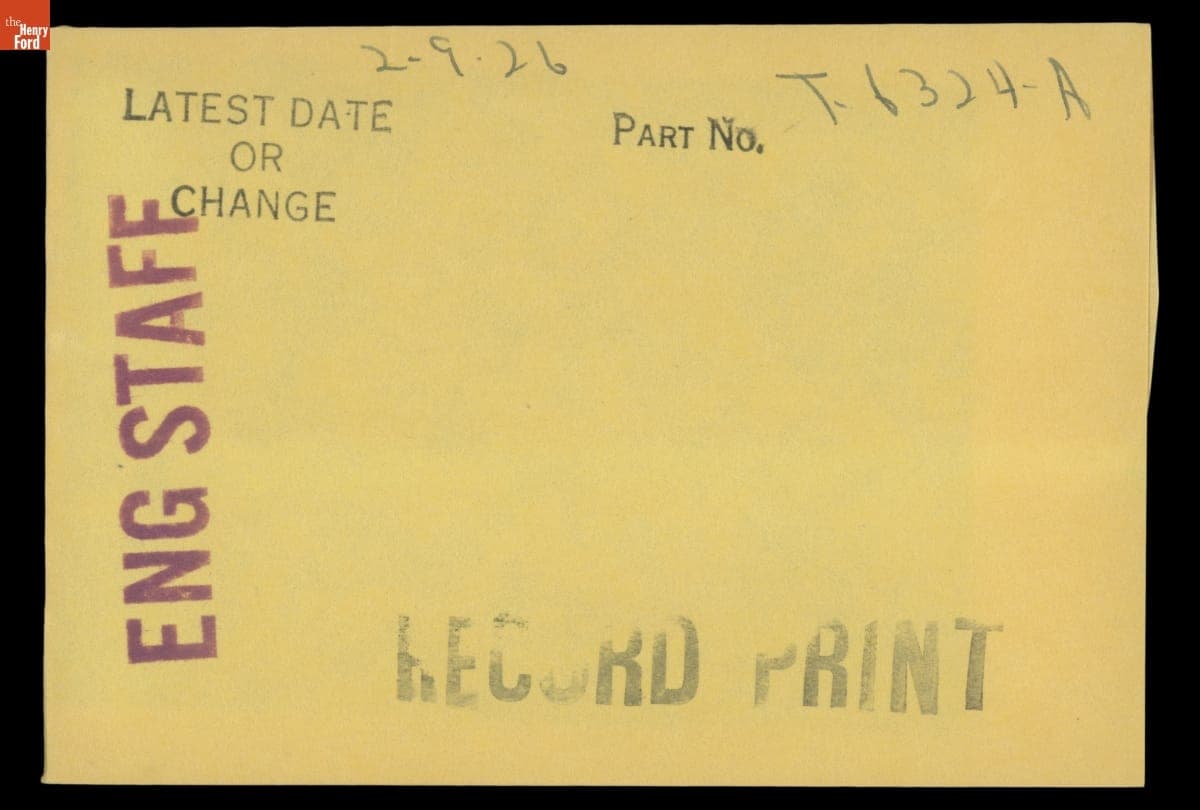 the
Henry
Ford
2-9-26
T-6324-A
LATEST DATE
OR
CHANGE
PART NO.
ENG STAFF
RECORD PRINT